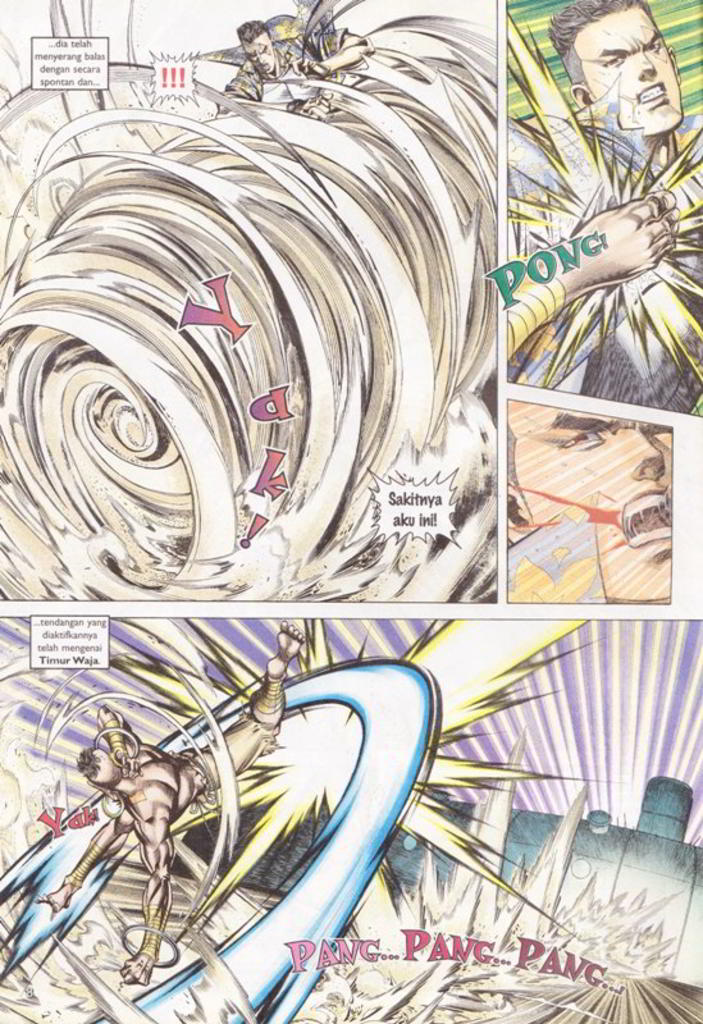 ...dia telah
menyerang balas
dengan secara
spontan dan...
!!!
PONG!
Sakitnya
aku ini!
...tendangan yang
diaktifkannya
telah mengenai
Timur Waja.
PANG... PANG... PANG...
8